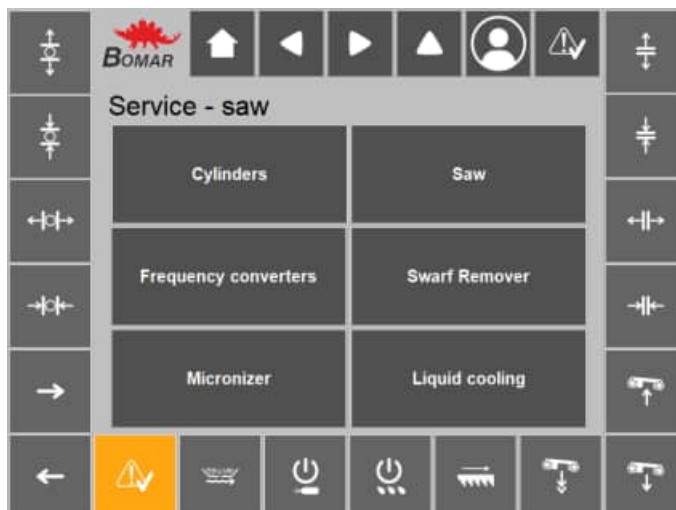 BOMAR
Service - saw
Cylinders
Saw
Frequency converters
Swarf Remover
Micronizer
Liquid cooling